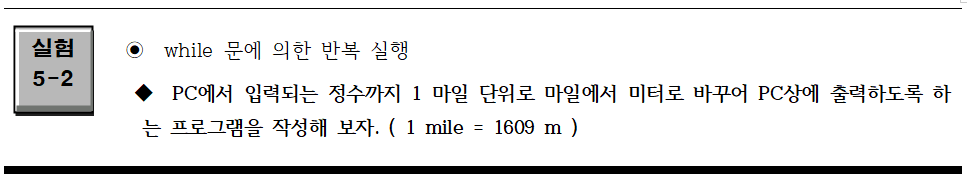 실험
5-2
◉ while 문에 의한 반복 실행
◆ PC에서 입력되는 정수까지 1 마일 단위로 마일에서 미터로 바꾸어 PC상에 출력하도록 하
는 프로그램을 작성해 보자. ( 1 mile = 1609 m )